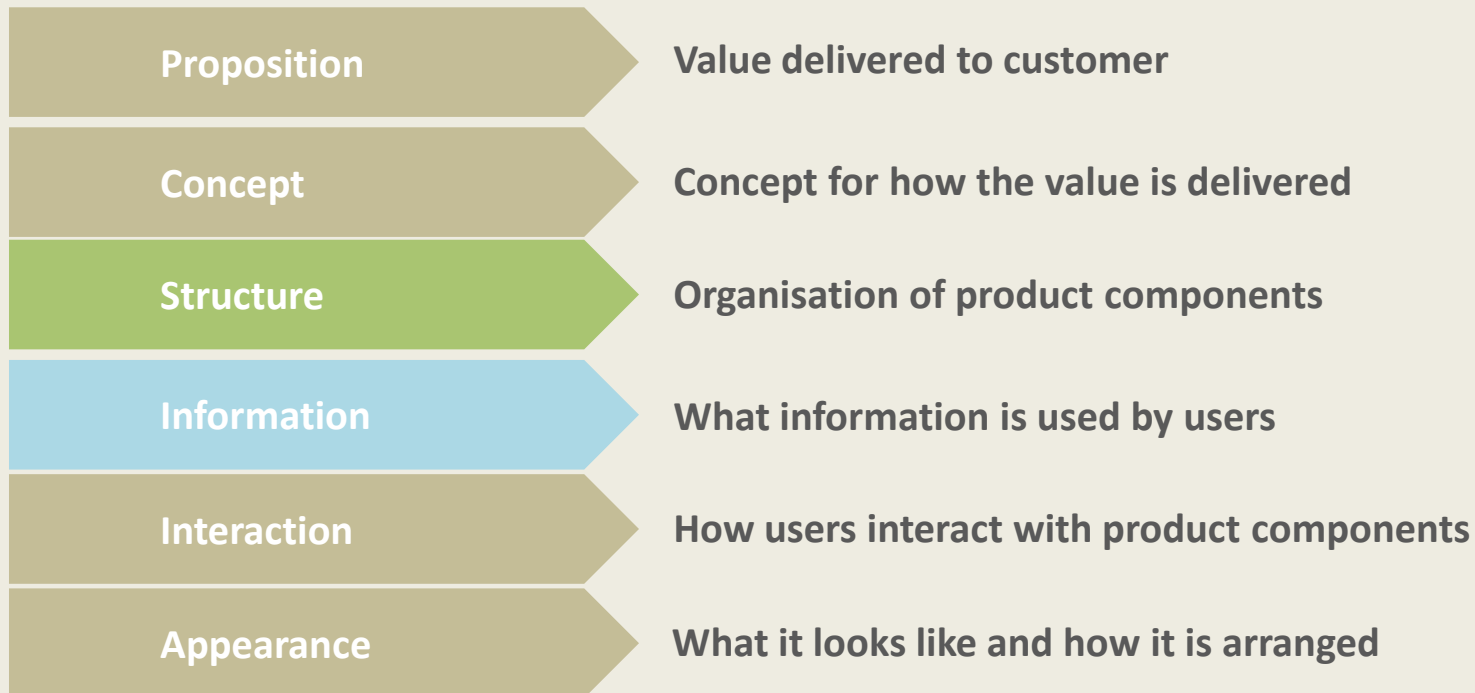 Proposition Value delivered to customer
Concept Concept for how the value is delivered
Structure Organisation of product components
Information What information is used by users
Interaction How users interact with product components
Appearance What it looks like and how it is arranged